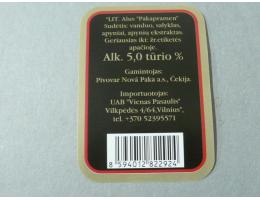 "LIT. Alus "Pakapramen"
Sudėtis: vanduo, salyklas,
apyniai, apynių ekstraktas.
Geriausias iki: žr.etiketės
apačioje.
Alk. 5,0 tūrio %
Gamintojas:
Pivovar Nová Paka a.s., Čekija.
Importuotojas:
UAB "Vienas Pasaulis"
Vilkpėdės 4/64,Vilnius",
tel. +370 52395571
8 594012 822924